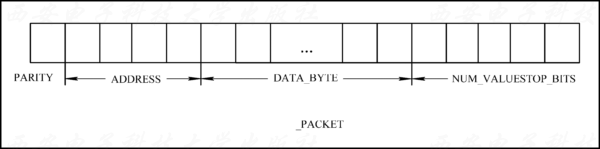 ...
PARITY ADDRESS DATA_BYTE NUM_VALUESTOP_BITS
_PACKET